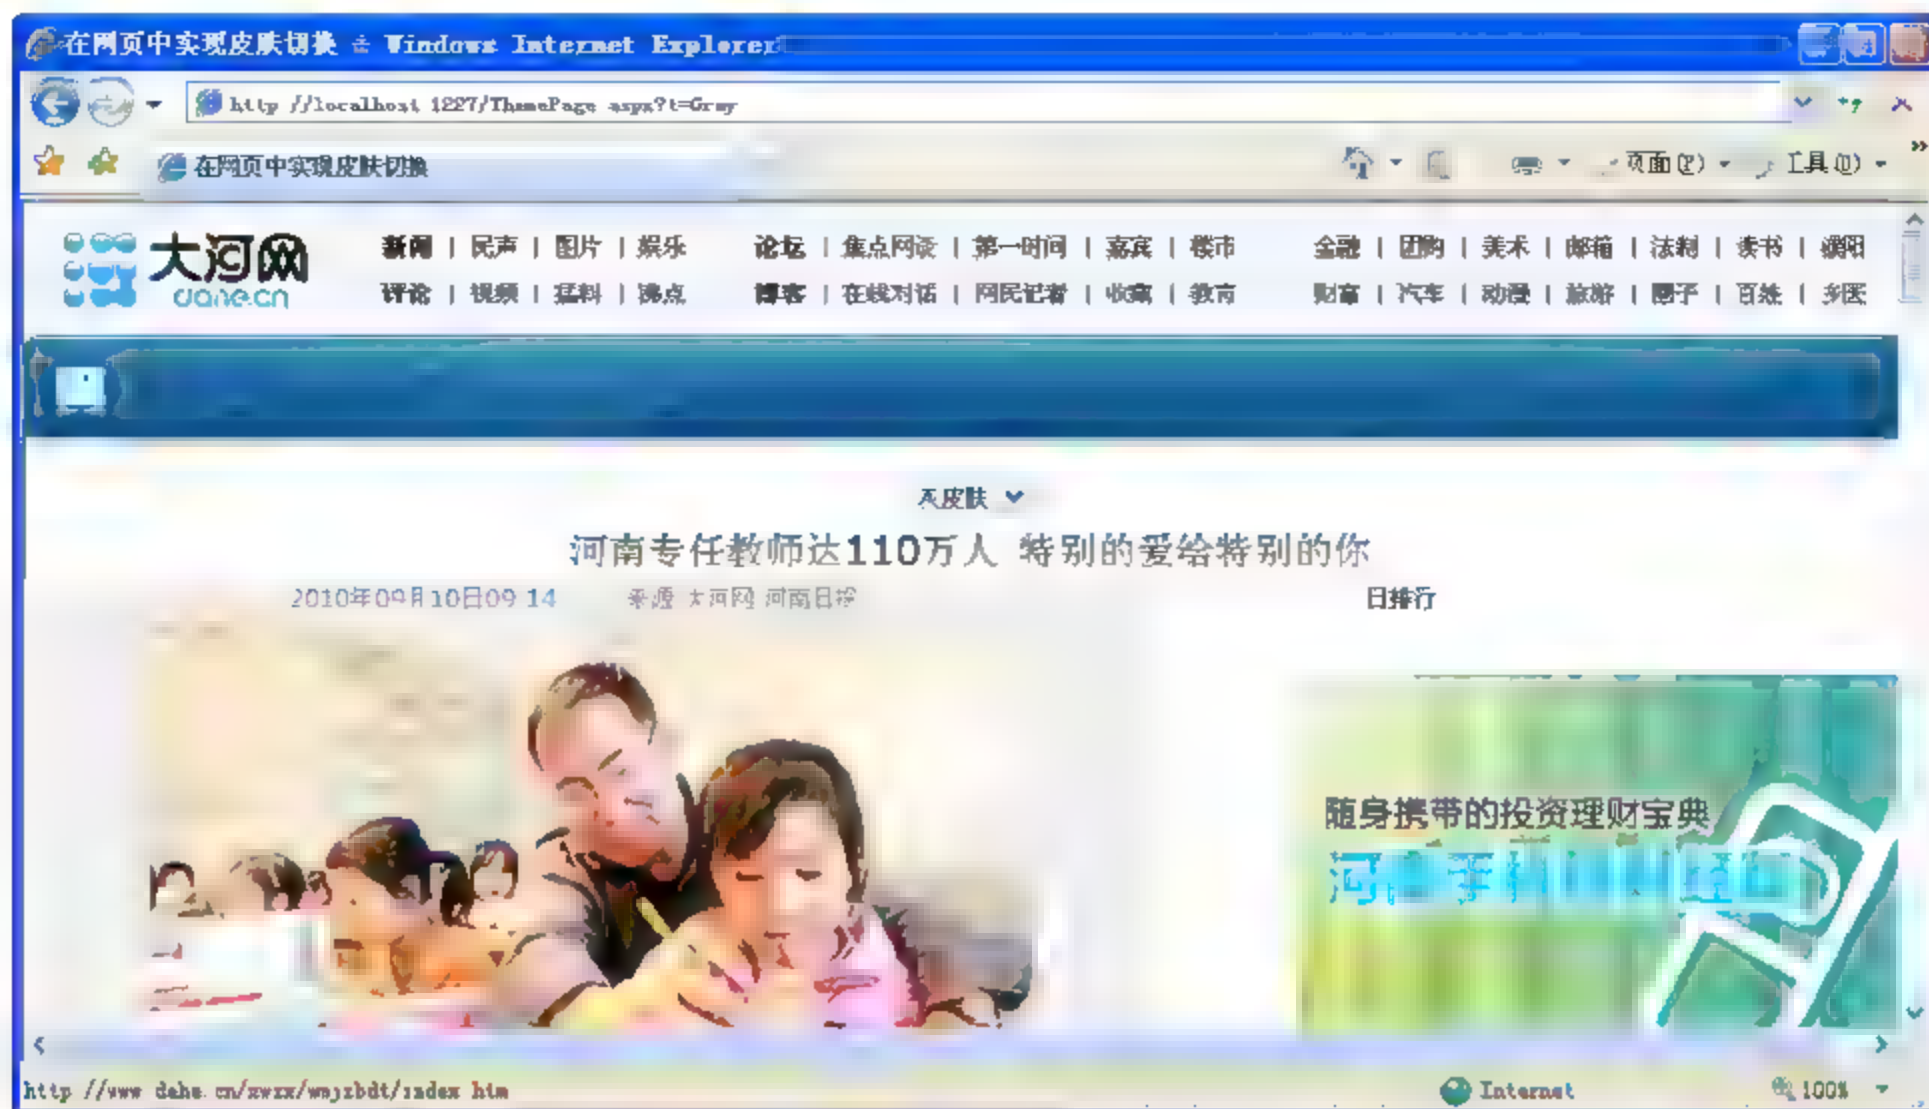 在网页中实现皮肤切换 - Windows Internet Explorer
http //localhost 1227/ThemePage aspx?t=Gray
在网页中实现皮肤切换 页面(P) 工具(O)
大河网 新闻 | 民声 | 图片 | 娱乐 论坛 | 焦点网谈 | 第一时间 | 嘉宾 | 楼市 金融 | 团购 | 美术 | 邮箱 | 法制 | 读书 | 濮阳
dahe.cn 评论 | 视频 | 猛料 | 沸点 博客 | 在线对话 | 网民记者 | 收藏 | 教育 财富 | 汽车 | 动漫 | 旅游 | 圈子 | 百姓 | 乡医
灰皮肤
河南专任教师达110万人 特别的爱给特别的你
2010年09月10日09 14 来源 大河网 河南日报 日排行
随身携带的投资理财宝典
http //www dahe.cn/xwzx/wmjzbdt/index htm Internet 100%